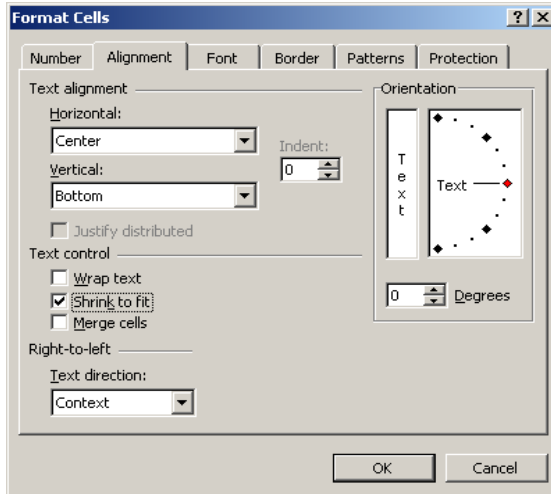 Format Cells
Number Alignment Font Border Patterns Protection
Text alignment
Horizontal:
Center
Indent:
0
Vertical:
Bottom
Justify distributed
Text control
Wrap text
Shrink to fit
Merge cells
Right-to-left
Text direction:
Context
Orientation
Text
Text
0 Degrees
OK Cancel